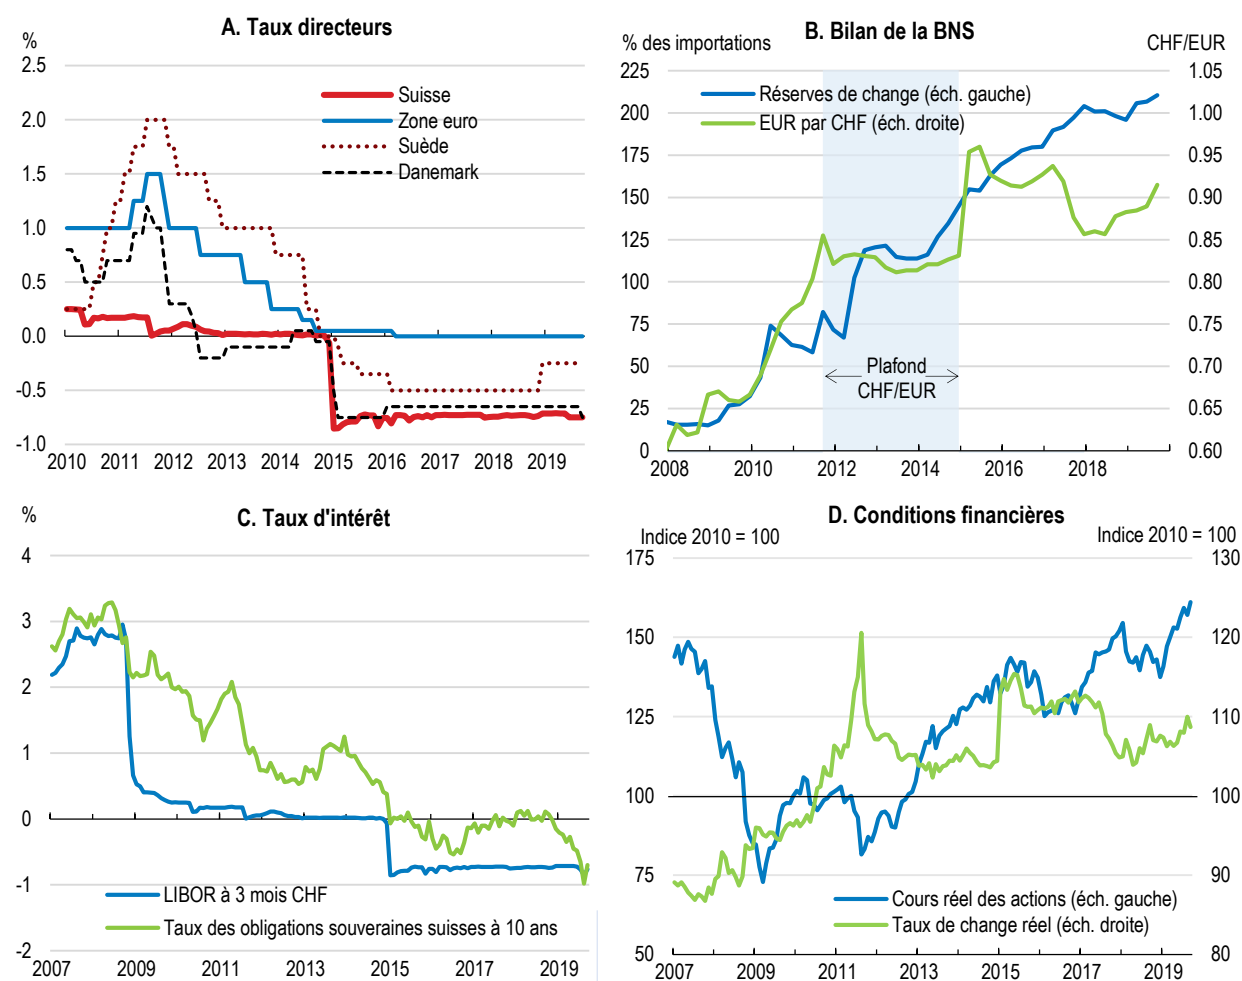 A. Taux directeurs
%
2.5
2.0
1.5
1.0
0.5
0.0
-0.5
-1.0
2010 2011 2012 2013 2014 2015 2016 2017 2018 2019
Suisse
Zone euro
Suède
Danemark
B. Bilan de la BNS
% des importations
CHF/EUR
225
200
175
150
125
100
75
50
25
0
1.05
1.00
0.95
0.90
0.85
0.80
0.75
0.70
0.65
0.60
2008 2010 2012 2014 2016 2018
Réserves de change (éch. gauche)
EUR par CHF (éch. droite)
Plafond
CHF/EUR
C. Taux d'intérêt
%
4
3
2
1
0
-1
-2
2007 2009 2011 2013 2015 2017 2019
LIBOR à 3 mois CHF
Taux des obligations souveraines suisses à 10 ans
D. Conditions financières
Indice 2010 = 100
Indice 2010 = 100
175
150
125
100
75
50
130
120
110
100
90
80
2007 2009 2011 2013 2015 2017 2019
Cours réel des actions (éch. gauche)
Taux de change réel (éch. droite)